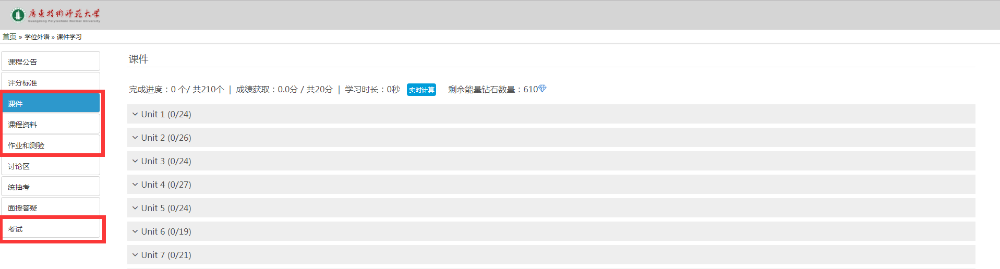 廣東技術師范大学
Guangdong Polytechnic Normal University
首页 » 学位外语 » 课件学习
课程公告
评分标准
课件
课程资料
作业和测验
讨论区
统抽考
面授答疑
考试
课件
完成进度：0 个/ 共210个 | 成绩获取：0.0分 / 共20分 | 学习时长：0秒 实时计算 剩余能量钻石数量：610
Unit 1 (0/24)
Unit 2 (0/26)
Unit 3 (0/24)
Unit 4 (0/27)
Unit 5 (0/24)
Unit 6 (0/19)
Unit 7 (0/21)